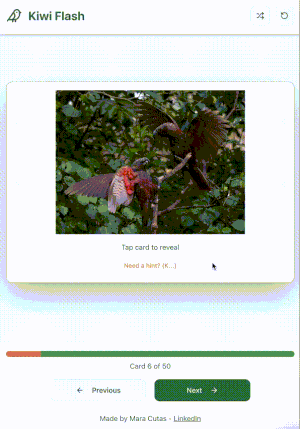 Kiwi Flash
Tap card to reveal
Need a hint? (K...)
Card 6 of 50
Previous
Next
Made by Mara Cutas - LinkedIn